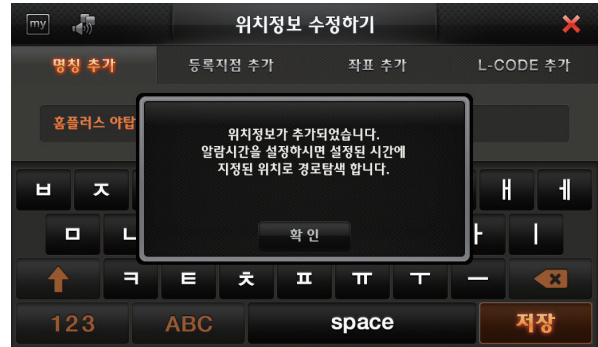 my
위치정보 수정하기
명칭 추가 등록지점 추가 좌표 추가 L-CODE 추가
홈플러스 야탑
위치정보가 추가되었습니다.
알람시간을 설정하시면 설정된 시간에
지정된 위치로 경로탐색 합니다.
확인
ㅂ ㅈ ㅐ ㅔ
ㅁ ㄴ ㅏ ㅣ
ㅋ ㅌ ㅊ ㅍ ㅠ ㅜ ㅡ
123 ABC space 저장